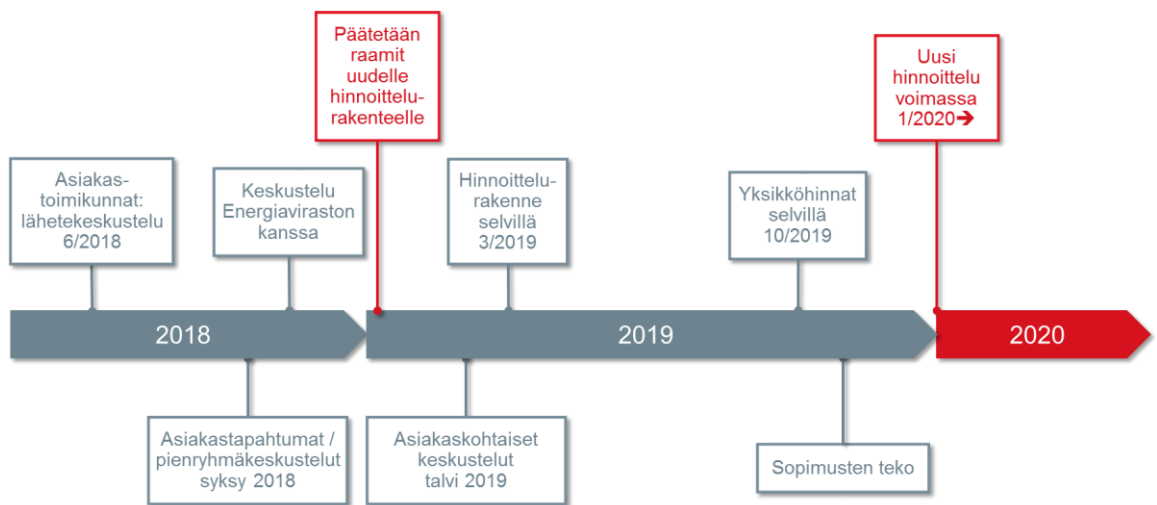 Päätetään
raamit
uudelle
hinnoittelu-
rakenteelle
Uusi
hinnoittelu
voimassa
1/2020➔
Asiakas-
toimikunnat:
lähetekeskustelu
6/2018
Keskustelu
Energiaviraston
kanssa
Hinnoittelu-
rakenne
selvillä
3/2019
Yksikköhinnat
selvillä
10/2019
2018
2019
2020
Asiakastapahtumat /
pienryhmäkeskustelut
syksy 2018
Asiakaskohtaiset
keskustelut
talvi 2019
Sopimusten teko